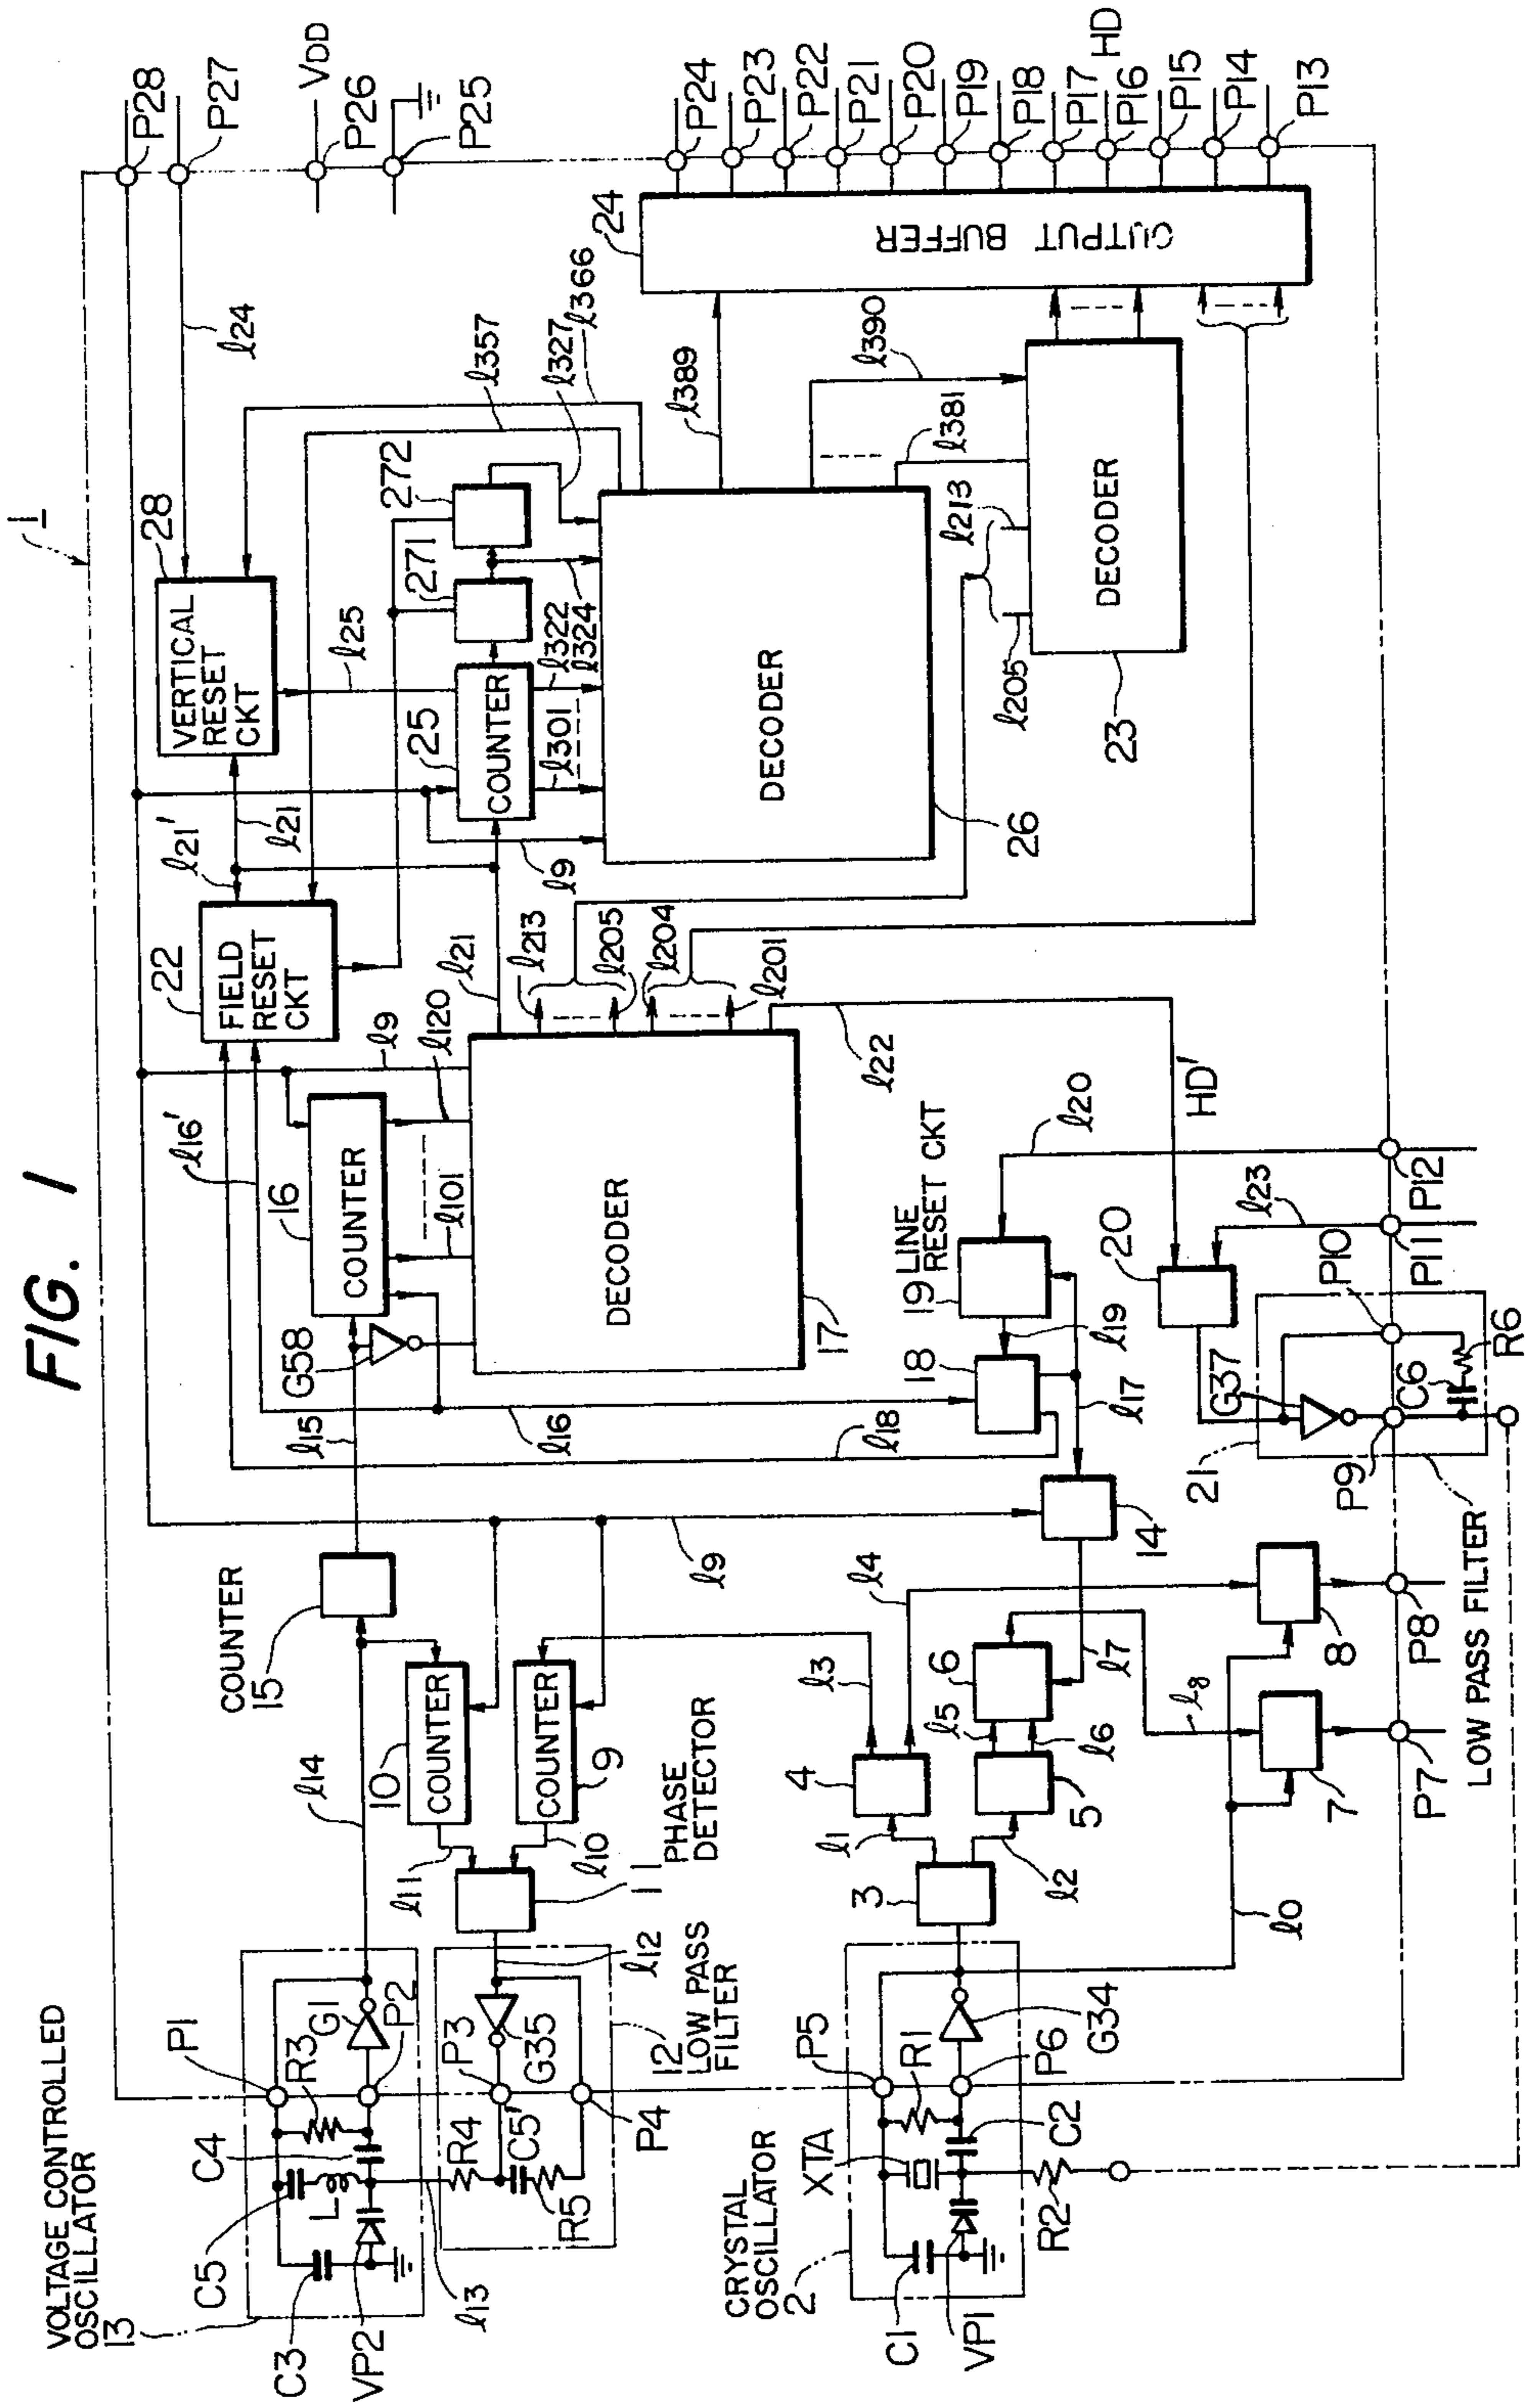 FIG. 1
1
VOLTAGE CONTROLLED
OSCILLATOR
13
C5
C4
P1
R3
G1
P2
L
C3
VP2
ℓ13
R4
P3
C5'
G35
R5
P4
12 LOW PASS
FILTER
ℓ12
ℓ14
COUNTER
15
10
COUNTER
COUNTER
9
ℓ11
ℓ10
11 PHASE
DETECTOR
ℓ15
G58
16
COUNTER
ℓ16'
ℓ101
ℓ120
ℓ9
DECODER
17
ℓ16
ℓ18
ℓ9
22
FIELD
RESET
CKT
ℓ21'
ℓ21
ℓ21
ℓ213
ℓ205
ℓ204
ℓ201
ℓ22
28
VERTICAL
RESET
CKT
ℓ24
ℓ25
25
COUNTER
271
272
ℓ9
ℓ301
ℓ322
ℓ324
ℓ327
ℓ357
ℓ366
DECODER
26
ℓ389
ℓ390
ℓ381
ℓ205
ℓ213
DECODER
23
24
OUTPUT BUFFER
P28
P27
VDD
P26
P25
P24
P23
P22
P21
P20
P19
P18
P17
HD
P16
P15
P14
P13
CRYSTAL
OSCILLATOR
2
XTA
P5
R1
P6
G34
C1
VP1
C2
R2
3
ℓ1
ℓ2
4
5
ℓ3
ℓ4
ℓ5
ℓ6
6
ℓ7
ℓ8
ℓ0
7
8
P7
P8
14
ℓ17
18
ℓ19
19 LINE
RESET CKT
ℓ20
HD'
20
ℓ23
21
G37
P9
P10
C6
R6
P11
P12
LOW PASS FILTER